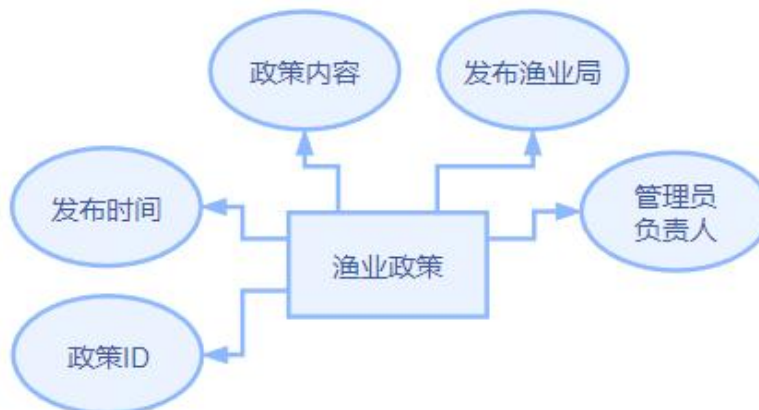 政策内容
发布渔业局
发布时间
管理员
负责人
渔业政策
政策ID